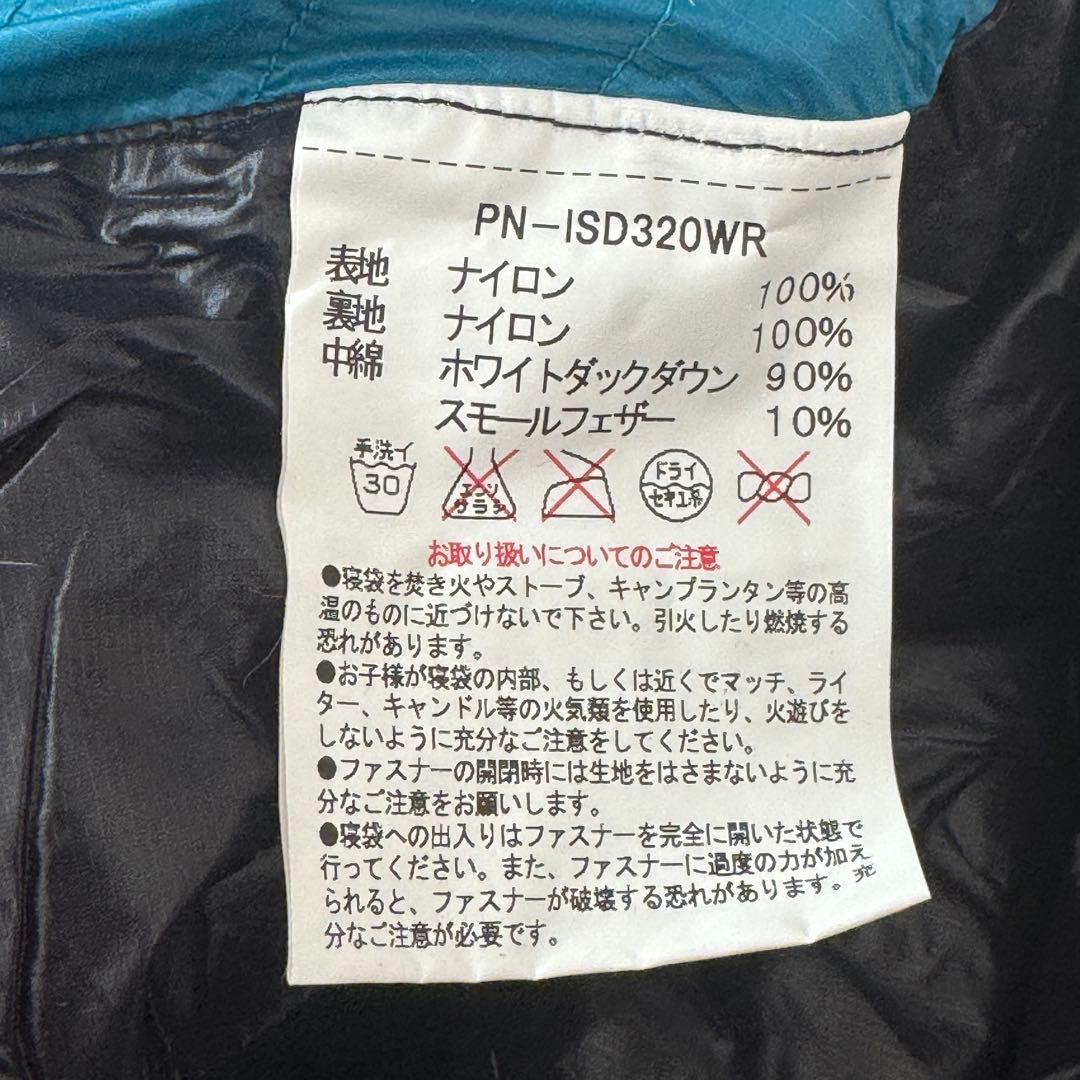 PN-ISD320WR
表地 ナイロン 100%
裏地 ナイロン 100%
中綿 ホワイトダックダウン 90%
スモールフェザー 10%
手洗イ 30 エンソサラシ ドライ セキユ系
お取り扱いについてのご注意
●寝袋を焚き火やストーブ、キャンプランタン等の高
温のものに近づけないで下さい。引火したり燃焼する
恐れがあります。
●お子様が寝袋の内部、もしくは近くでマッチ、ライ
ター、キャンドル等の火気類を使用したり、火遊びを
しないように充分なご注意をしてください。
●ファスナーの開閉時には生地をはさまないように充
分なご注意をお願いします。
●寝袋への出入りはファスナーを完全に開いた状態で
行ってください。また、ファスナーに過度の力が加え
られると、ファスナーが破壊する恐れがあります。充
分なご注意が必要です。